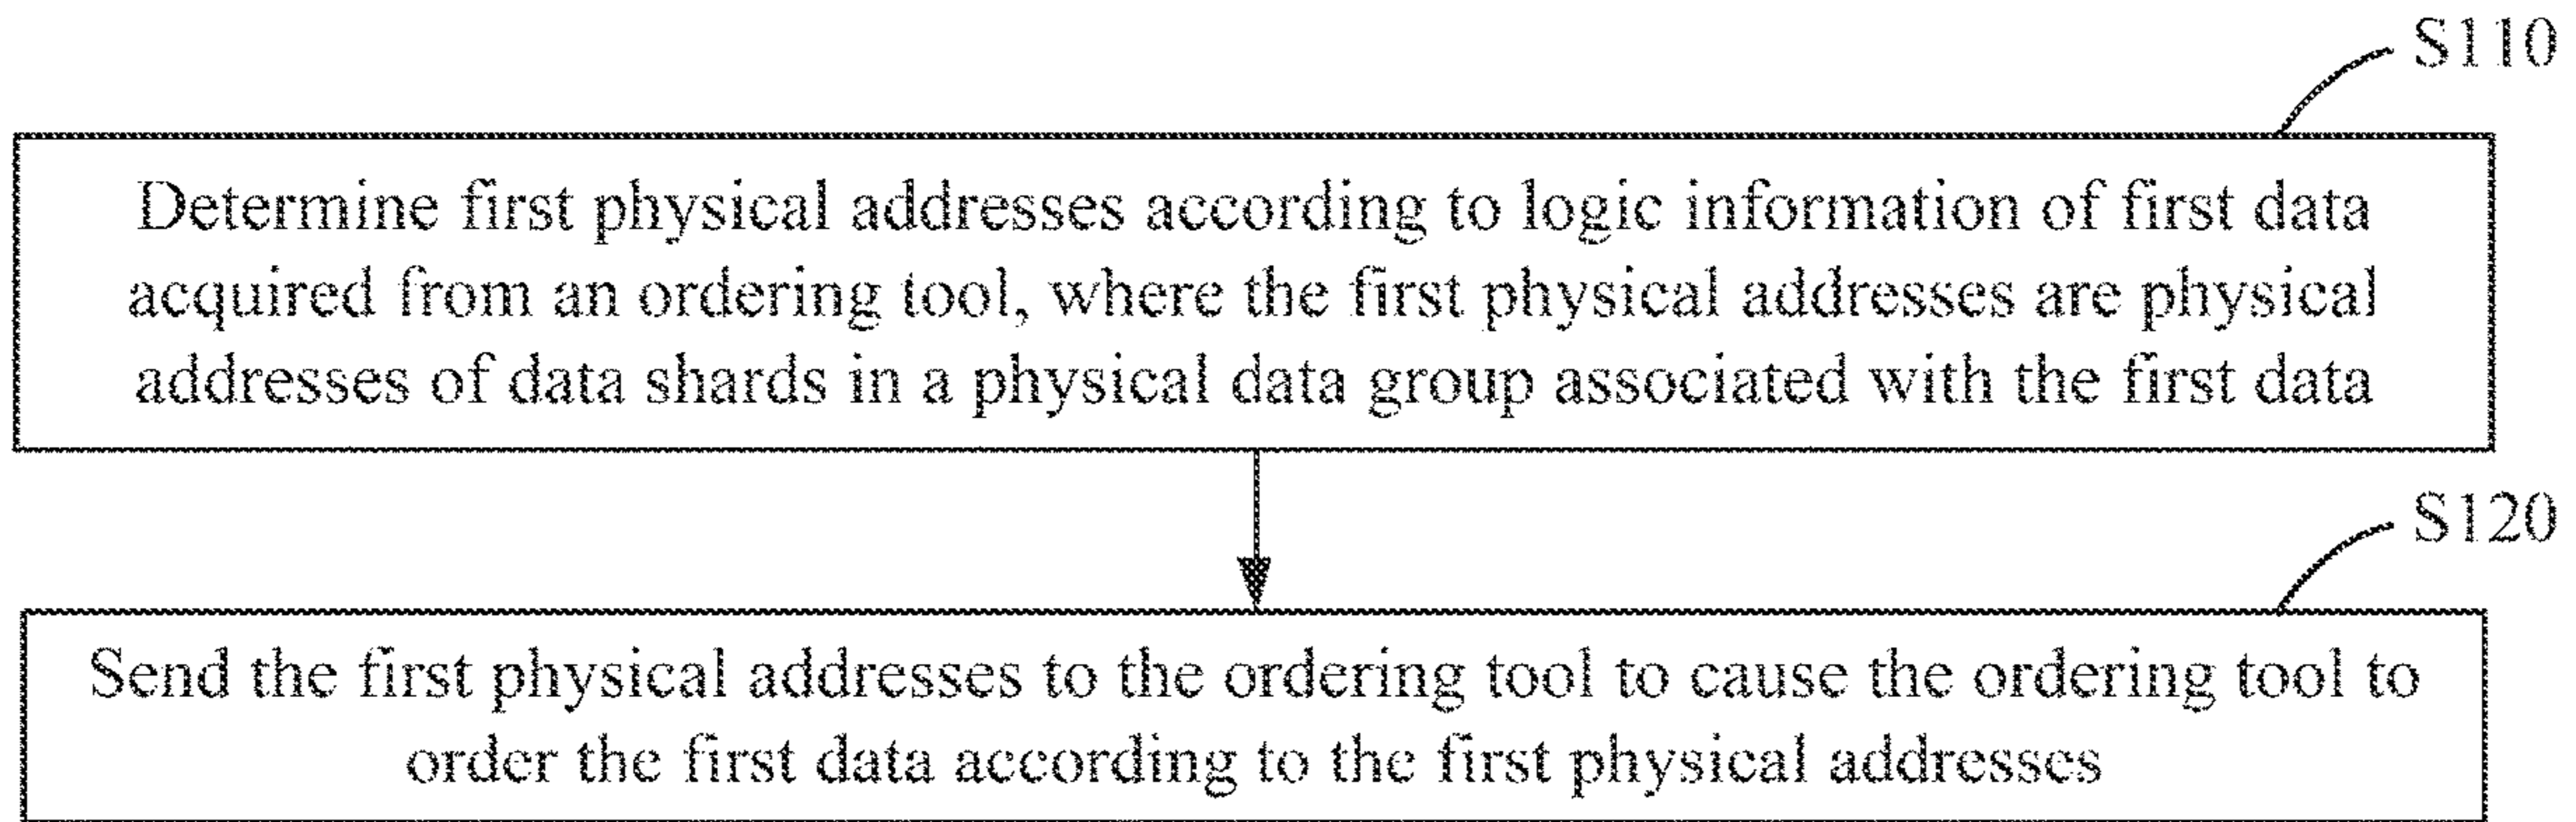 S110
Determine first physical addresses according to logic information of first data
acquired from an ordering tool, where the first physical addresses are physical
addresses of data shards in a physical data group associated with the first data
S120
Send the first physical addresses to the ordering tool to cause the ordering tool to
order the first data according to the first physical addresses